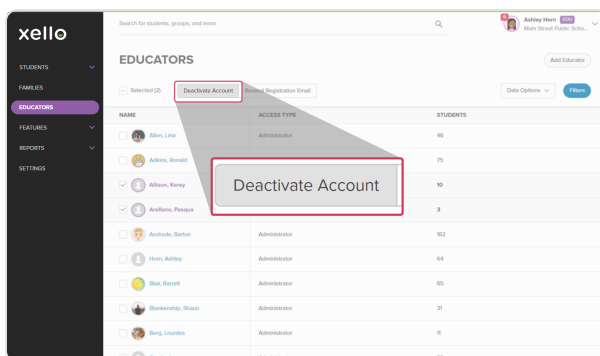 xello
Search for students, groups, and more
Ashley Horn EDU
Main Street Public Scho...
STUDENTS
FAMILIES
EDUCATORS
FEATURES
REPORTS
SETTINGS
EDUCATORS
Add Educator
Selected (2)
Deactivate Account
Resend Registration Email
Data Options
Filters
NAME ACCESS TYPE STUDENTS
Allen, Lina Administrator 46
Adkins, Ronald 75
Allison, Korey 10
Deactivate Account
Arellano, Pasqua 3
Andrade, Barton Administrator 162
Horn, Ashley Administrator 64
Blair, Barrett Administrator 65
Blankenship, Shaun Administrator 31
Berg, Lourdes Administrator 11